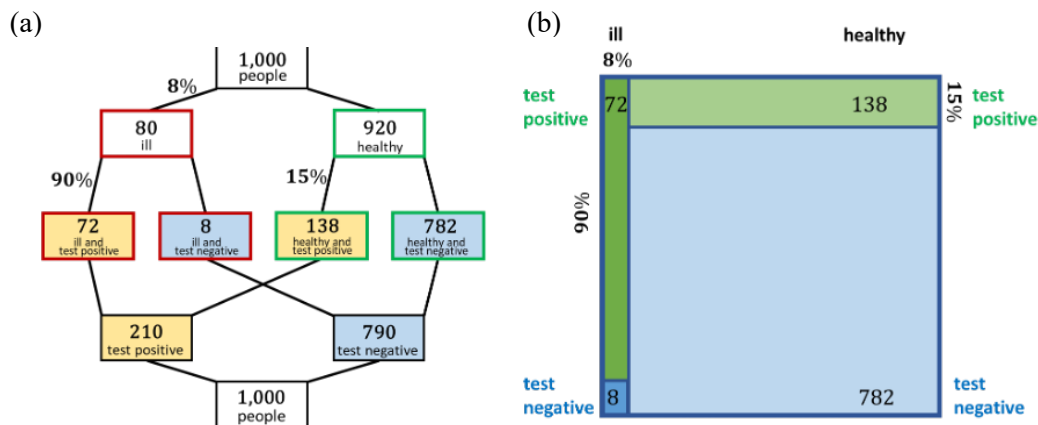 (a)
1,000
people
8%
80
ill
920
healthy
90%
15%
72
ill and
test positive
8
ill and
test negative
138
healthy and
test positive
782
healthy and
test negative
210
test positive
790
test negative
1,000
people
(b)
ill
healthy
8%
test
positive
72
138
15%
test
positive
90%
test
negative
8
782
test
negative